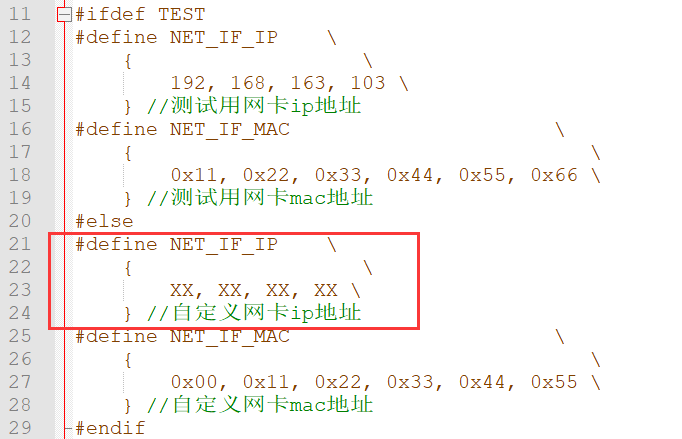 11 #ifdef TEST
12 #define NET_IF_IP \
13 { \
14 192, 168, 163, 103 \
15 } //测试用网卡ip地址
16 #define NET_IF_MAC \
17 { \
18 0x11, 0x22, 0x33, 0x44, 0x55, 0x66 \
19 } //测试用网卡mac地址
20 #else
21 #define NET_IF_IP \
22 { \
23 XX, XX, XX, XX \
24 } //自定义网卡ip地址
25 #define NET_IF_MAC \
26 { \
27 0x00, 0x11, 0x22, 0x33, 0x44, 0x55 \
28 } //自定义网卡mac地址
29 #endif